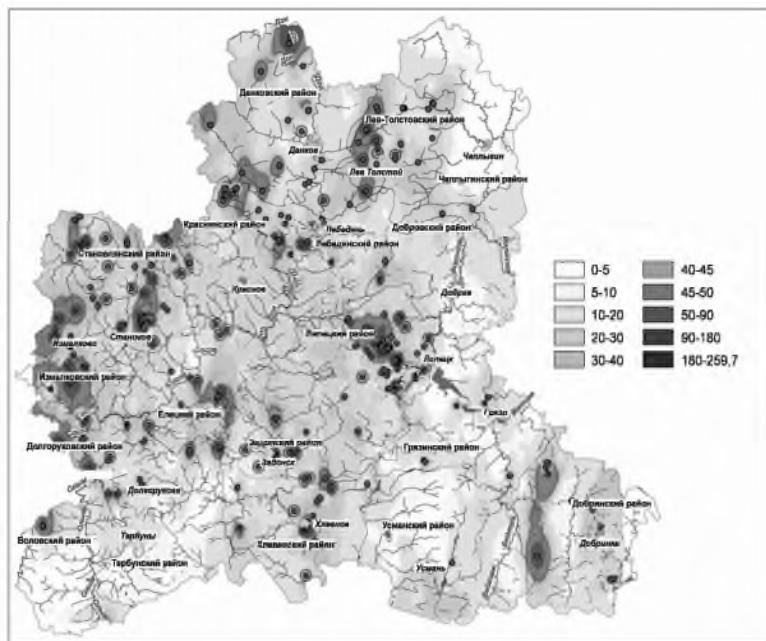 Данковский район
Лев-Толстовский район
Данков
Чаплыгин
Лев Толстой
Чаплыгинский район
Краснинский район
Лебедянь
Добровский район
Лебедянский район
Становлянский район
Красное
Доброе
Липецкий район
Становое
Измалково
Липецк
Измалковский район
Елецкий район
Грязи
Долгоруковский район
Задонский район
Грязинский район
Задонск
Долгоруково
Добринский район
Хлевное
Усманский район
Воловский район
Тербуны
Хлевенский район
Добринка
Тербунский район
Усмань
0-5
5-10
10-20
20-30
30-40
40-45
45-50
50-90
90-180
180-259,7